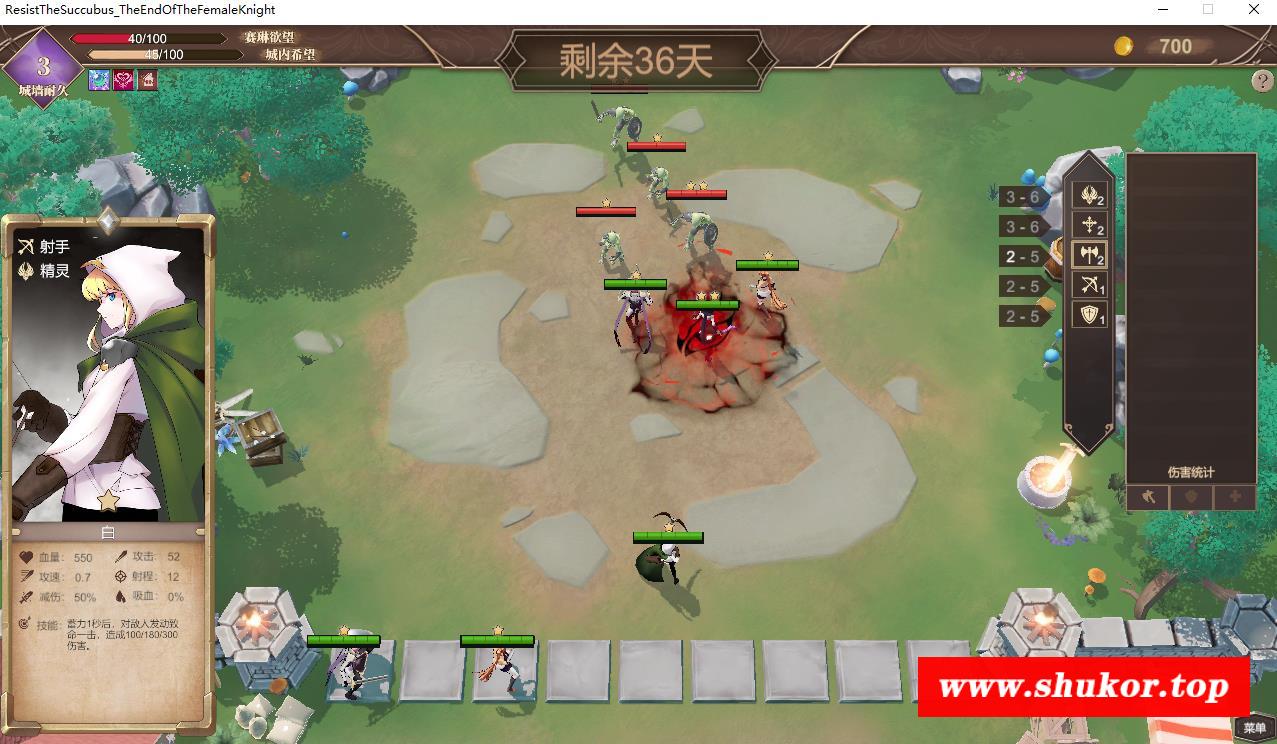 ResistTheSuccubus_TheEndOfTheFemaleKnight
40/100
赛琳欲望
45/100
城内希望
3
城墙耐久
剩余36天
700
?
射手
精灵
3 - 6
2
3 - 6
2
2 - 5
2
2 - 5
1
2 - 5
1
伤害统计
白
血量: 550
攻击: 52
攻速: 0.7
射程: 12
减伤: 50%
吸血: 0%
技能: 蓄力1秒后，对敌人发动致
命一击，造成100/180/300
伤害。
www.shukor.top
菜单